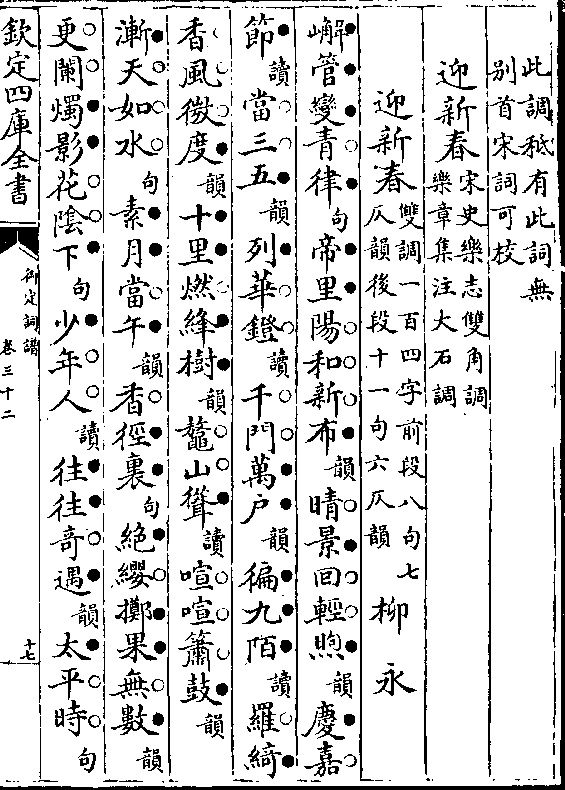 此調秪有此詞無
别首宋詞可校
迎新春宋史樂志雙角調
樂章集注大石調
迎新春雙調一百四字前段八句七
仄韻後段十一句六仄韻 柳永
嶰管變青律句帝里陽和新布韻晴景回輕煦韻慶嘉
節讀當三五韻列華鐙讀千門萬户韻徧九陌讀羅綺
香風微度韻十里燃絳樹韻鼇山聳讀喧喧簫鼓韻
漸天如水句素月當午韻香徑裏句絶纓擲果無數韻
更闌燭影花陰下句少年人讀往往奇遇韻太平時句
欽定四庫全書
御定詞譜
卷三十二
十七